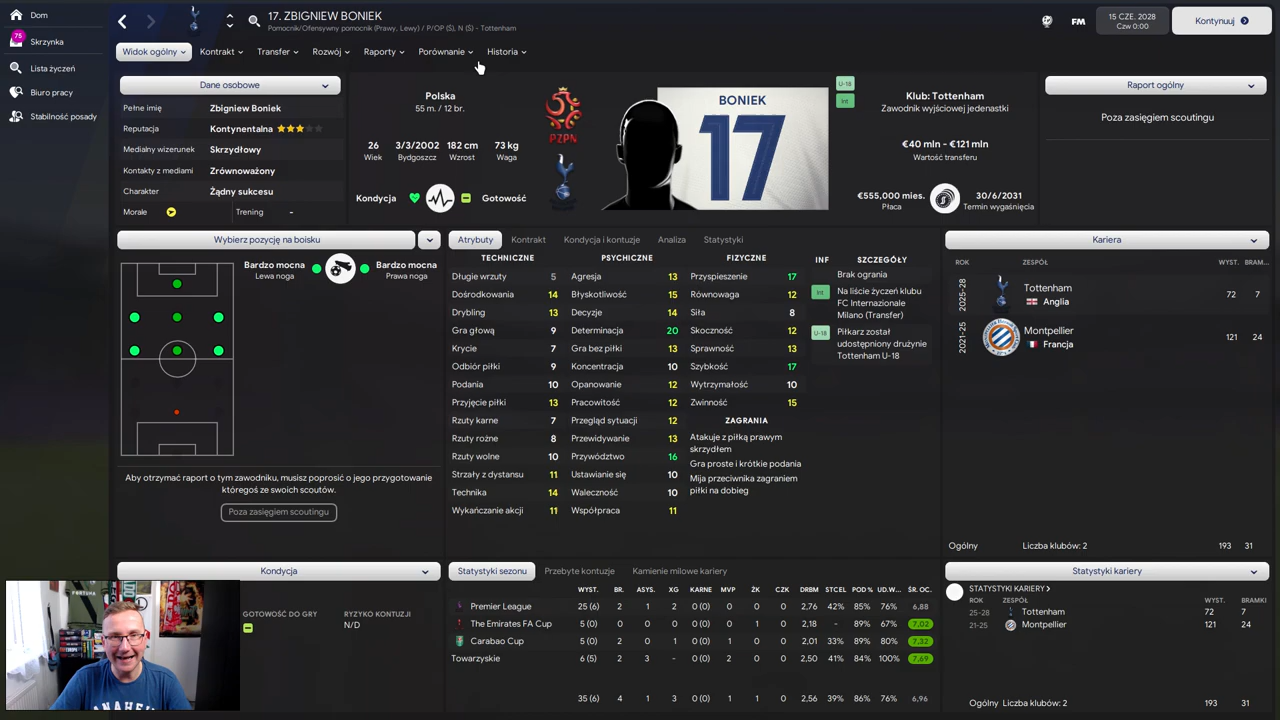 Dom
75
Skrzynka
Lista życzeń
Biuro pracy
Stabilność posady
17. ZBIGNIEW BONIEK
Pomocnik/Ofensywny pomocnik (Prawy, Lewy) / P/OP (Ś), N (Ś) - Tottenham
FM
15 CZE. 2028
Czw 0:00
Kontynuuj
Widok ogólny
Kontrakt
Transfer
Rozwój
Raporty
Porównanie
Historia
Dane osobowe
Pełne imię Zbigniew Boniek
Reputacja Kontynentalna
Medialny wizerunek Skrzydłowy
Kontakty z mediami Zrównoważony
Charakter Żądny sukcesu
Morale
Trening -
Polska
55 m. / 12 br.
26 3/3/2002 182 cm 73 kg
Wiek Bydgoszcz Wzrost Waga
Kondycja
Gotowość
PZPN
BONIEK
17
U-18
Int
Klub: Tottenham
Zawodnik wyjściowej jedenastki
€40 mln - €121 mln
Wartość transferu
€555,000 mies.
Płaca
30/6/2031
Termin wygaśnięcia
Raport ogólny
Poza zasięgiem scoutingu
Wybierz pozycję na boisku
Bardzo mocna
Lewa noga
Bardzo mocna
Prawa noga
Aby otrzymać raport o tym zawodniku, musisz poprosić o jego przygotowanie
któregoś ze swoich scoutów.
Poza zasięgiem scoutingu
Atrybuty
Kontrakt
Kondycja i kontuzje
Analiza
Statystyki
TECHNICZNE
Długie wrzuty 5
Dośrodkowania 14
Drybling 13
Gra głową 9
Krycie 7
Odbiór piłki 9
Podania 10
Przyjęcie piłki 13
Rzuty karne 7
Rzuty rożne 8
Rzuty wolne 10
Strzały z dystansu 11
Technika 14
Wykańczanie akcji 11
PSYCHICZNE
Agresja 13
Błyskotliwość 15
Decyzje 14
Determinacja 20
Gra bez piłki 13
Koncentracja 10
Opanowanie 12
Pracowitość 12
Przegląd sytuacji 12
Przewidywanie 13
Przywództwo 16
Ustawianie się 10
Waleczność 10
Współpraca 11
FIZYCZNE
Przyspieszenie 17
Równowaga 12
Siła 8
Skoczność 12
Sprawność 13
Szybkość 17
Wytrzymałość 10
Zwinność 15
ZAGRANIA
Atakuje z piłką prawym
skrzydłem
Gra proste i krótkie podania
Mija przeciwnika zagraniem
piłki na dobieg
INF SZCZEGÓŁY
Brak ogrania
Int
Na liście życzeń klubu
FC Internazionale
Milano (Transfer)
U-18
Piłkarz został
udostępniony drużynie
Tottenham U-18
Kariera
ROK ZESPÓŁ WYST. BRAM...
2025-28
Tottenham
Anglia
72 7
2021-25
Montpellier
Francja
121 24
Ogólny Liczba klubów: 2 193 31
Kondycja
GOTOWOŚĆ DO GRY
RYZYKO KONTUZJI
N/D
Statystyki sezonu
Przebyte kontuzje
Kamienie milowe kariery
WYST. BR. ASYS. XG KARNE MVP ŻK CZK DRBM STCEL POD % UD.W... ŚR. OC.
Premier League 25 (6) 2 1 2 0 (0) 0 0 0 2,76 42% 85% 76% 6,88
The Emirates FA Cup 5 (0) 0 0 0 0 (0) 0 1 0 2,18 - 89% 67% 7,02
Carabao Cup 5 (0) 2 0 1 0 (0) 1 0 0 2,01 33% 89% 80% 7,32
Towarzyskie 6 (5) 2 3 - 0 (0) 2 0 0 2,50 41% 84% 100% 7,69
35 (6) 4 1 3 0 (0) 1 1 0 2,56 39% 86% 76% 6,96
Statystyki kariery
STATYSTYKI KARIERY
ROK ZESPÓŁ WYST. BRAMKI
25-28 Tottenham 72 7
21-25 Montpellier 121 24
Ogólny Liczba klubów: 2 193 31